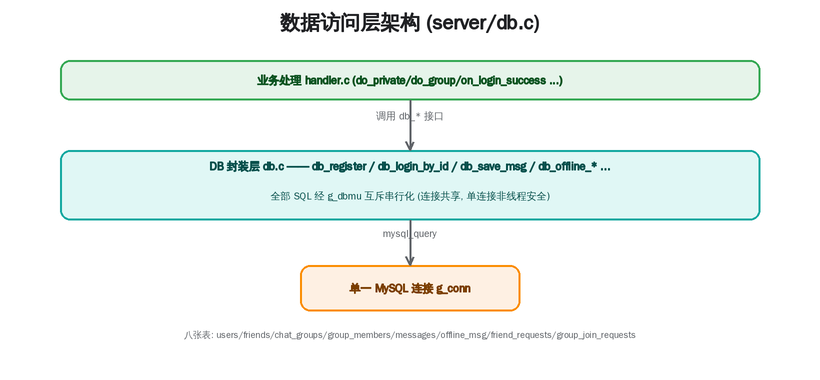 数据访问层架构 (server/db.c)
业务处理 handler.c (do_private/do_group/on_login_success ...)
调用 db_* 接口
DB 封装层 db.c —— db_register / db_login_by_id / db_save_msg / db_offline_* ...
全部 SQL 经 g_dbmu 互斥串行化 (连接共享, 单连接非线程安全)
mysql_query
单一 MySQL 连接 g_conn
八张表: users/friends/chat_groups/group_members/messages/offline_msg/friend_requests/group_join_requests